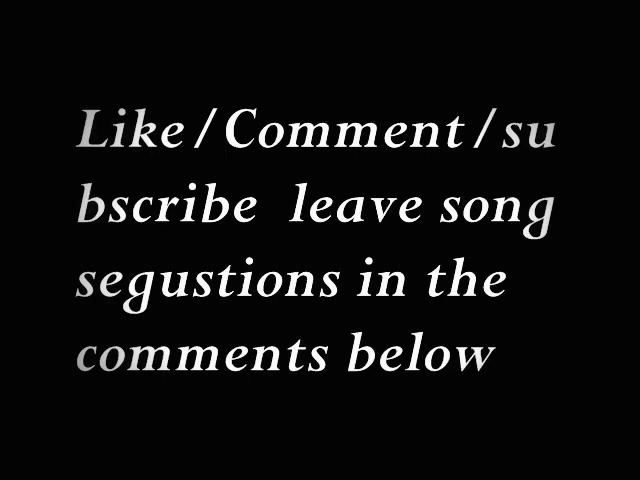 Like/Comment/su
bscribe  leave song
segustions in the
comments below